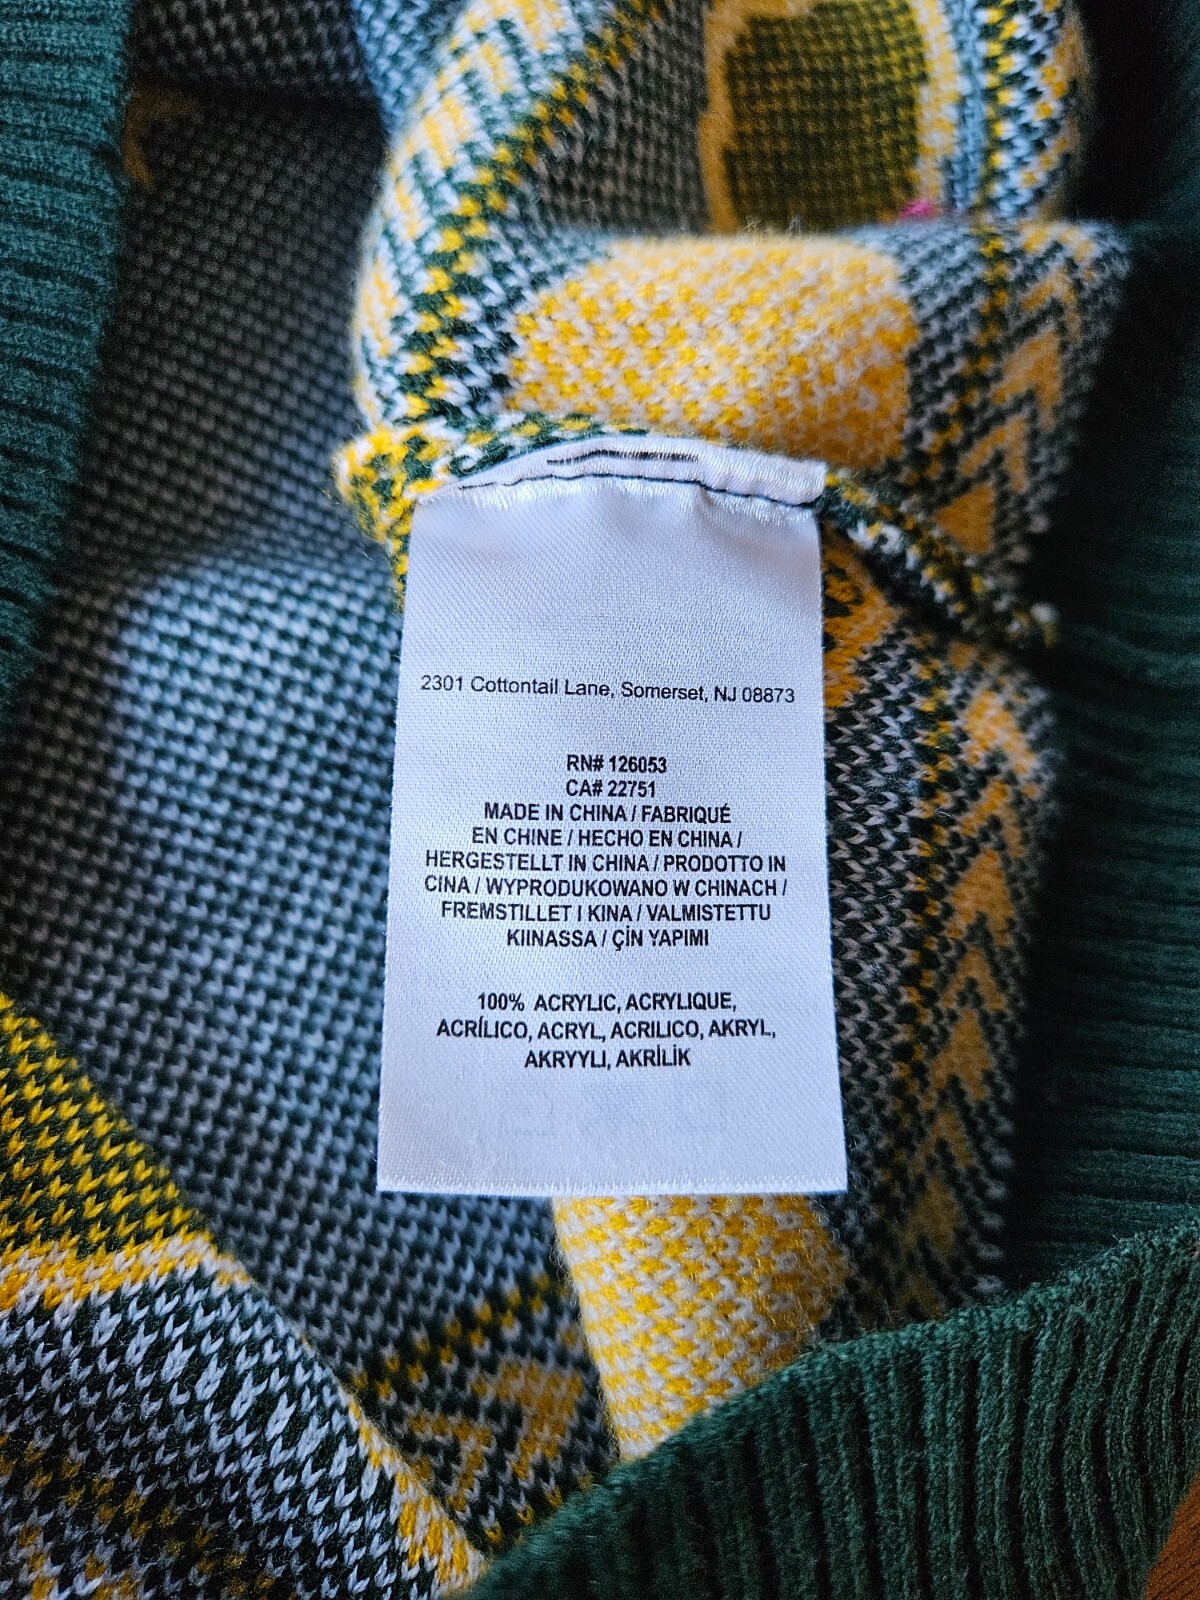 2301 Cottontail Lane, Somerset, NJ 08873
RN# 126053
CA# 22751
MADE IN CHINA / FABRIQUÉ
EN CHINE / HECHO EN CHINA /
HERGESTELLT IN CHINA / PRODOTTO IN
CINA / WYPRODUKOWANO W CHINACH /
FREMSTILLET I KINA / VALMISTETTU
KIINASSA / ÇİN YAPIMI
100% ACRYLIC, ACRYLIQUE,
ACRÍLICO, ACRYL, ACRILICO, AKRYL,
AKRYYLI, AKRİLİK